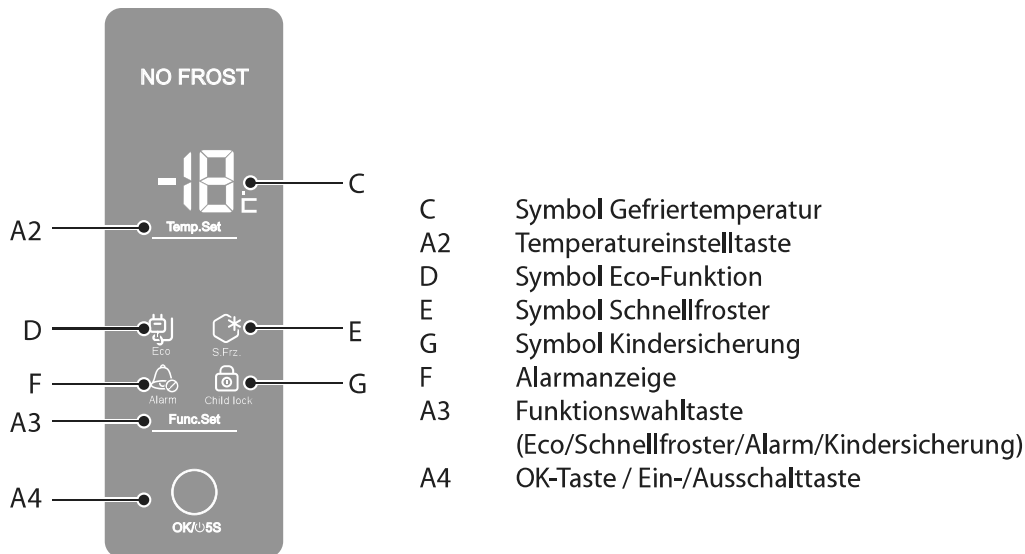 NO FROST
-18
C
A2
Temp.Set
D
E
Eco
S.Frz.
F
G
Alarm
Child lock
A3
Func.Set
A4
OK/⏻5S
C Symbol Gefriertemperatur
A2 Temperatureinstelltaste
D Symbol Eco-Funktion
E Symbol Schnellfroster
G Symbol Kindersicherung
F Alarmanzeige
A3 Funktionswahltaste
(Eco/Schnellfroster/Alarm/Kindersicherung)
A4 OK-Taste / Ein-/Ausschalttaste